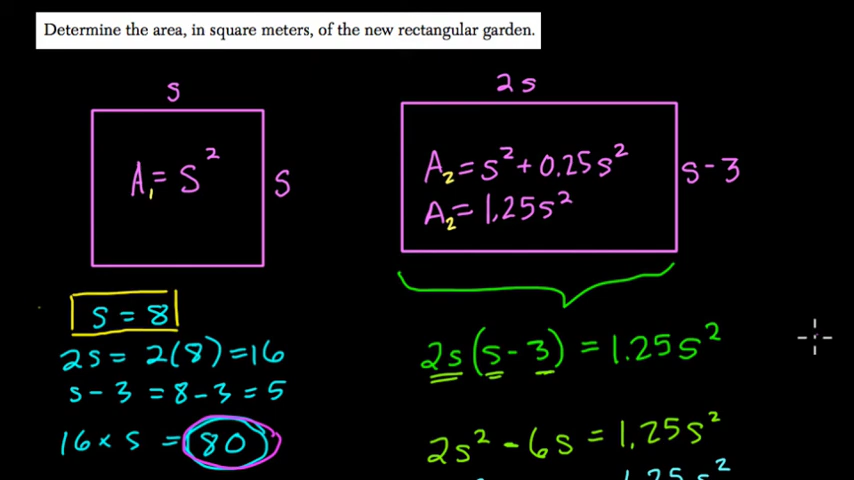 Determine the area, in square meters, of the new rectangular garden.
s
2s
A₁= S²
S
A₂= s²+0.25s²
A₂= 1.25s²
s-3
s = 8
2s = 2(8) = 16
s-3 = 8-3 = 5
16 × 5 = 80
2s(s-3) = 1.25s²
2s² - 6s = 1.25s²
1.25s²